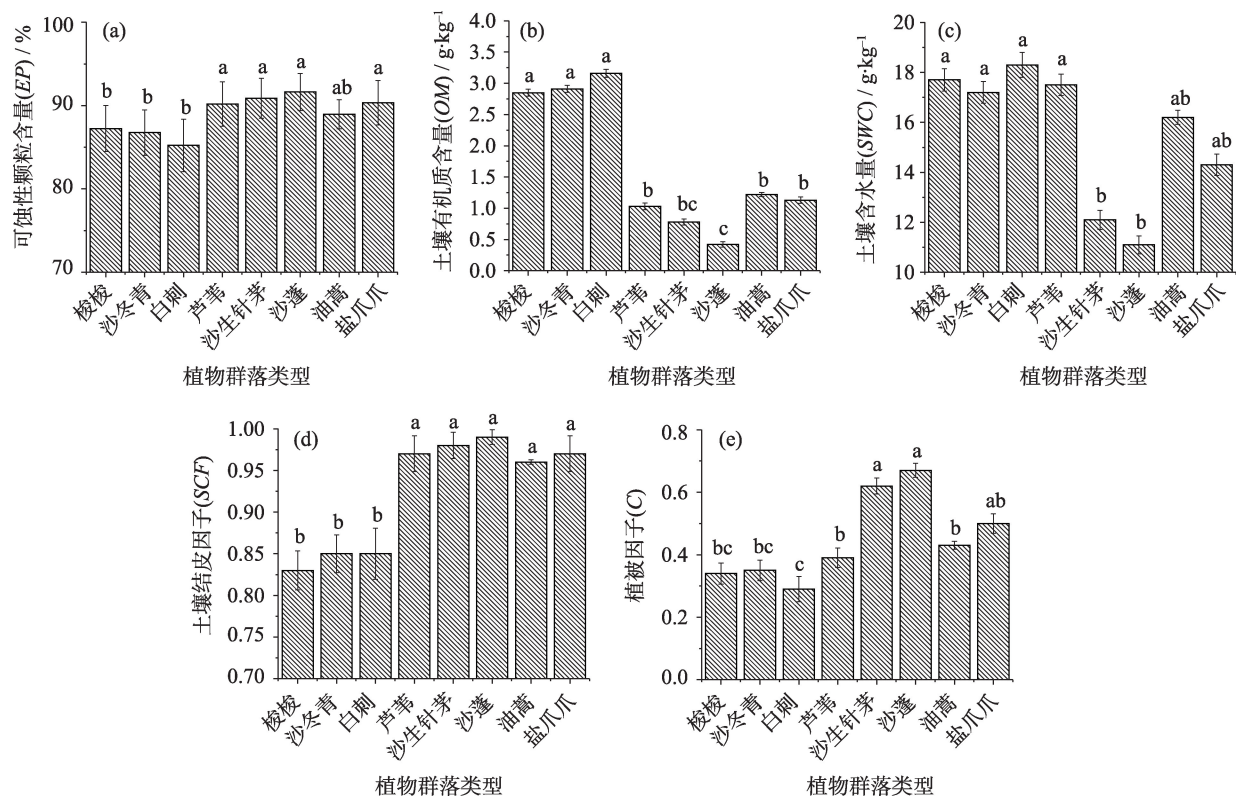 (a)
可蚀性颗粒含量(EP) / %
100
90
80
70
b b b a a a ab a
梭梭 沙冬青 白刺 芦苇 沙生针茅 沙蓬 油蒿 盐爪爪
植物群落类型
(b)
土壤有机质含量(OM) / g·kg⁻¹
4.0
3.5
3.0
2.5
2.0
1.5
1.0
0.5
0.0
a a a b bc c b b
梭梭 沙冬青 白刺 芦苇 沙生针茅 沙蓬 油蒿 盐爪爪
植物群落类型
(c)
土壤含水量(SWC) / g·kg⁻¹
20
18
16
14
12
10
a a a a b b ab ab
梭梭 沙冬青 白刺 芦苇 沙生针茅 沙蓬 油蒿 盐爪爪
植物群落类型
(d)
土壤结皮因子(SCF)
1.00
0.95
0.90
0.85
0.80
0.75
0.70
b b b a a a a a
梭梭 沙冬青 白刺 芦苇 沙生针茅 沙蓬 油蒿 盐爪爪
植物群落类型
(e)
植被因子(C)
0.8
0.6
0.4
0.2
0.0
bc bc c b a a b ab
梭梭 沙冬青 白刺 芦苇 沙生针茅 沙蓬 油蒿 盐爪爪
植物群落类型